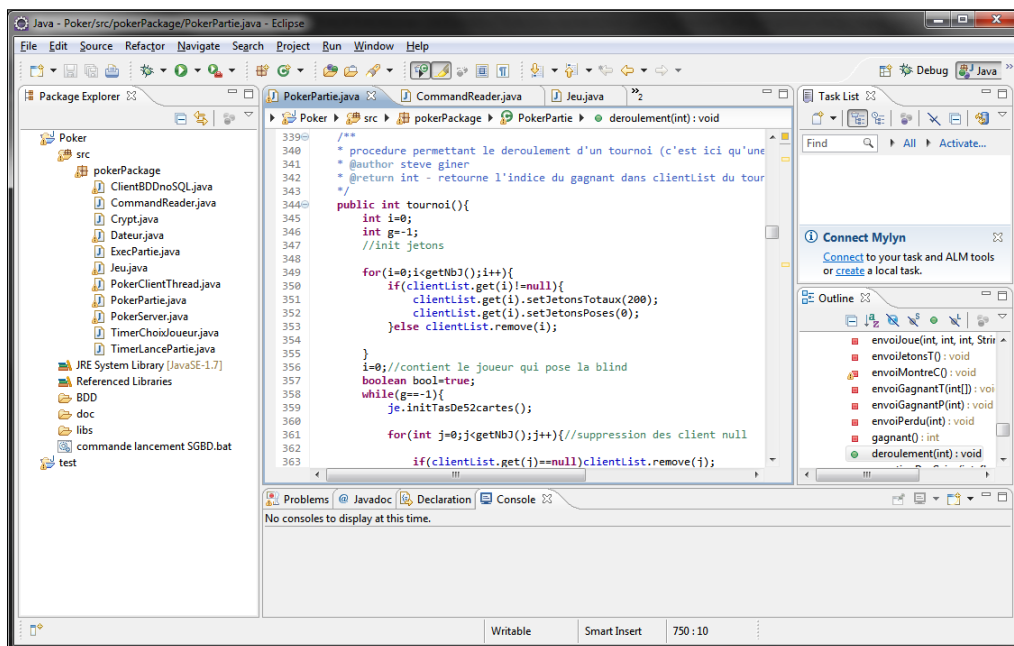 Java - Poker/src/pokerPackage/PokerPartie.java - Eclipse
File Edit Source Refactor Navigate Search Project Run Window Help
Debug Java
Package Explorer
Poker
src
pokerPackage
ClientBDDnoSQL.java
CommandReader.java
Crypt.java
Dateur.java
ExecPartie.java
Jeu.java
PokerClientThread.java
PokerPartie.java
PokerServer.java
TimerChoixJoueur.java
TimerLancePartie.java
JRE System Library [JavaSE-1.7]
Referenced Libraries
BDD
doc
libs
commande lancement SGBD.bat
test
PokerPartie.java CommandReader.java Jeu.java »2
Poker src pokerPackage PokerPartie deroulement(int) : void
339 /**
340 * procedure permettant le deroulement d'un tournoi (c'est ici qu'une
341 * @author steve giner
342 * @return int - retourne l'indice du gagnant dans clientList du tour
343 */
344 public int tournoi(){
345 int i=0;
346 int g=-1;
347 //init jetons
348
349 for(i=0;i<getNbJ();i++){
350 if(clientList.get(i)!=null){
351 clientList.get(i).setJetonsTotaux(200);
352 clientList.get(i).setJetonsPoses(0);
353 }else clientList.remove(i);
354
355 }
356 i=0;//contient le joueur qui pose la blind
357 boolean bool=true;
358 while(g==-1){
359 je.initTasDe52cartes();
360
361 for(int j=0;j<getNbJ();j++){//suppression des client null
362
363 if(clientList.get(j)==null)clientList.remove(j);
Task List
Find All Activate...
Connect Mylyn
Connect to your task and ALM tools
or create a local task.
Outline
envoiJoue(int, int, int, Strir
envoiJetonsT() : void
envoiMontreC() : void
envoiGagnantT(int[]) : voi
envoiGagnantP(int) : void
envoiPerdu(int) : void
gagnant() : int
deroulement(int) : void
Problems Javadoc Declaration Console
No consoles to display at this time.
Writable Smart Insert 750 : 10